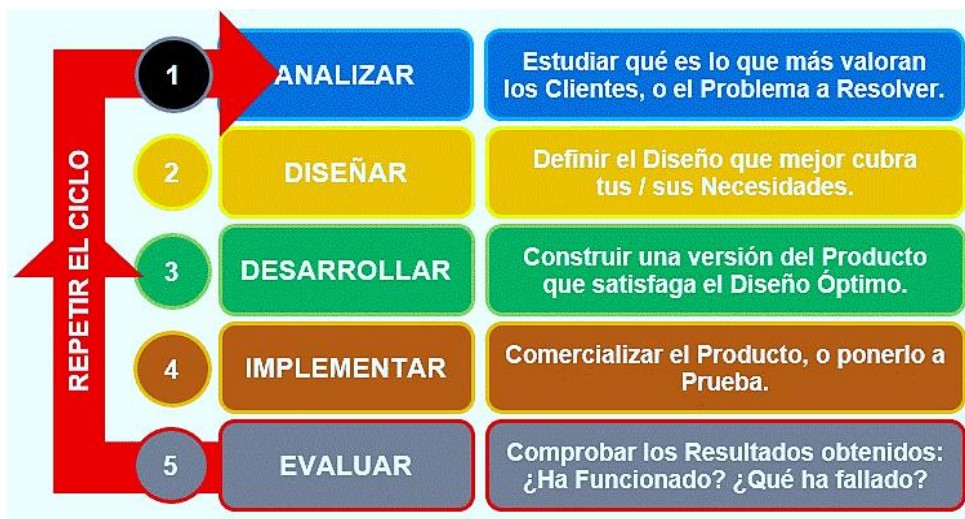 REPETIR EL CICLO
1
ANALIZAR
Estudiar qué es lo que más valoran
los Clientes, o el Problema a Resolver.
2
DISEÑAR
Definir el Diseño que mejor cubra
tus / sus Necesidades.
3
DESARROLLAR
Construir una versión del Producto
que satisfaga el Diseño Óptimo.
4
IMPLEMENTAR
Comercializar el Producto, o ponerlo a
Prueba.
5
EVALUAR
Comprobar los Resultados obtenidos:
¿Ha Funcionado? ¿Qué ha fallado?